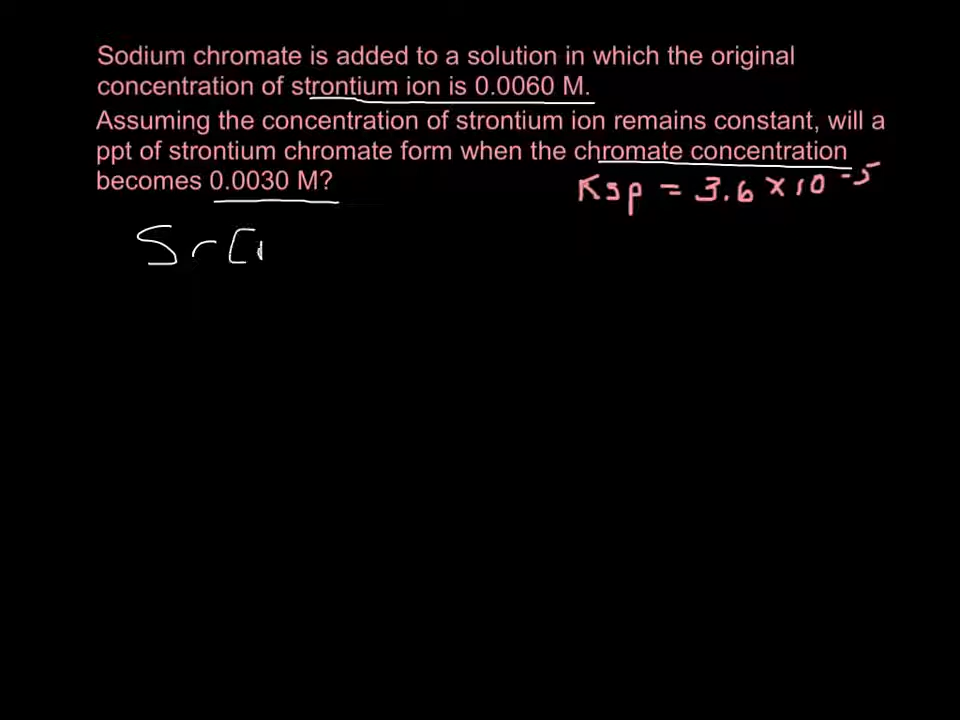 Sodium chromate is added to a solution in which the original
concentration of strontium ion is 0.0060 M.
Assuming the concentration of strontium ion remains constant, will a
ppt of strontium chromate form when the chromate concentration
becomes 0.0030 M?
Ksp = 3.6 × 10⁻⁵
SrC